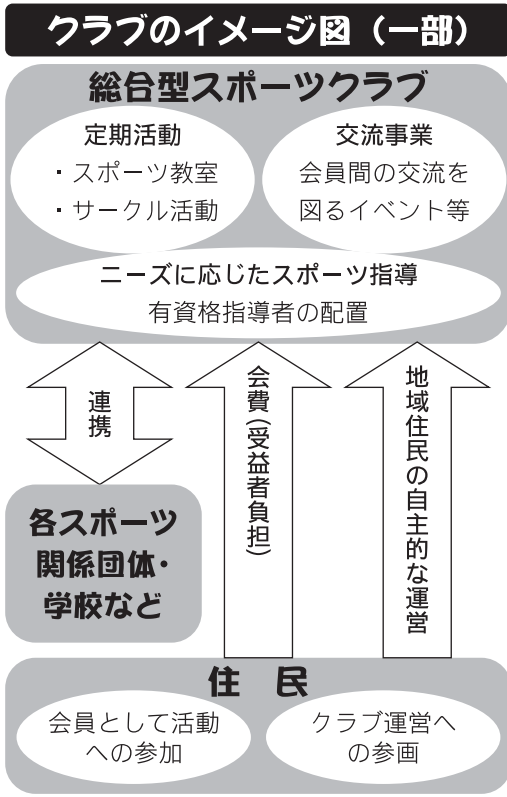 クラブのイメージ図(一部)
総合型スポーツクラブ
定期活動
・スポーツ教室
・サークル活動
交流事業
会員間の交流を
図るイベント等
ニーズに応じたスポーツ指導
有資格指導者の配置
連携
会費(受益者負担)
地域住民の自主的な運営
各スポーツ
関係団体・
学校など
住民
会員として活動
への参加
クラブ運営へ
の参画